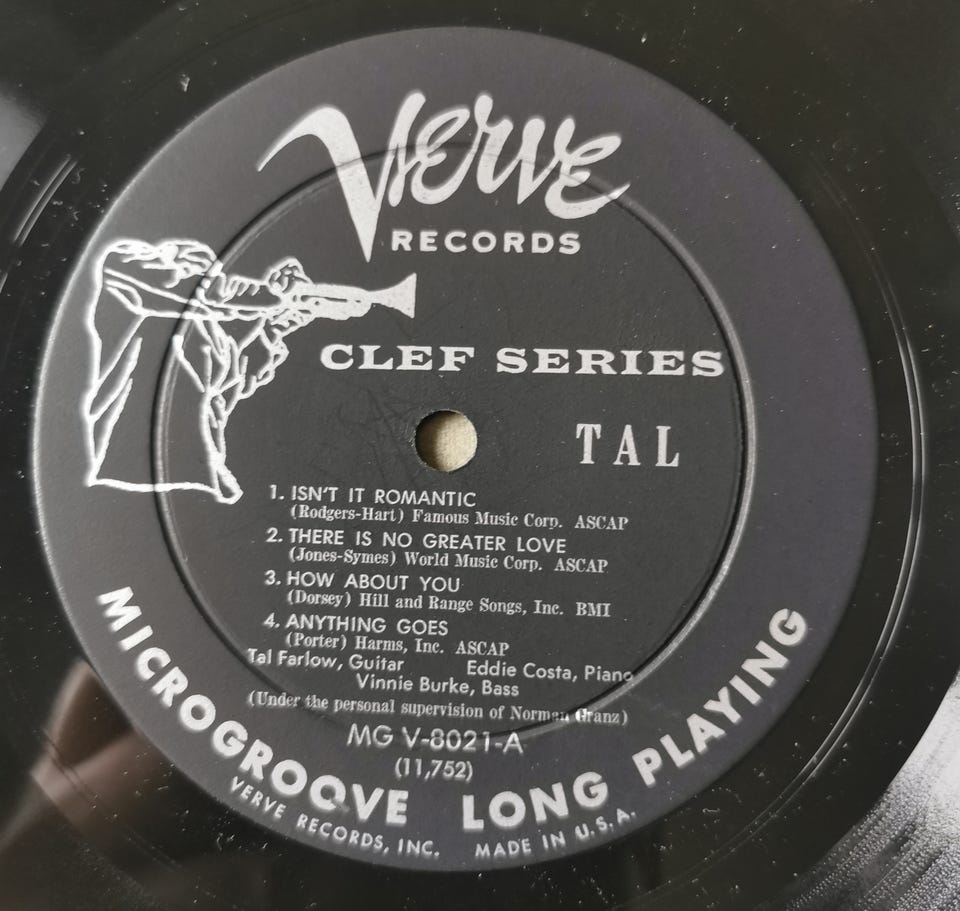 Verve
RECORDS
CLEF SERIES
TAL
1. ISN'T IT ROMANTIC
(Rodgers-Hart) Famous Music Corp. ASCAP
2. THERE IS NO GREATER LOVE
(Jones-Symes) World Music Corp. ASCAP
3. HOW ABOUT YOU
(Dorsey) Hill and Range Songs, Inc. BMI
4. ANYTHING GOES
(Porter) Harms, Inc. ASCAP
Tal Farlow, Guitar Eddie Costa, Piano
Vinnie Burke, Bass
(Under the personal supervision of Norman Granz)
MG V-8021-A
(11,752)
MICROGROOVE LONG PLAYING
VERVE RECORDS, INC. MADE IN U.S.A.